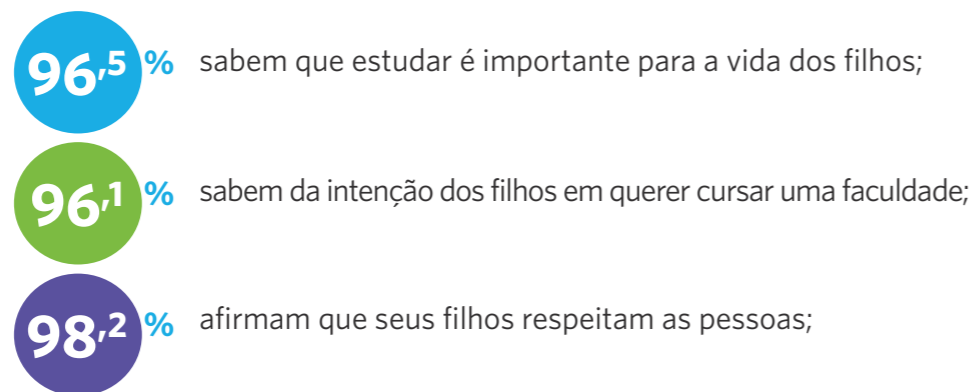 96,5 % sabem que estudar é importante para a vida dos filhos;
96,1 % sabem da intenção dos filhos em querer cursar uma faculdade;
98,2 % afirmam que seus filhos respeitam as pessoas;